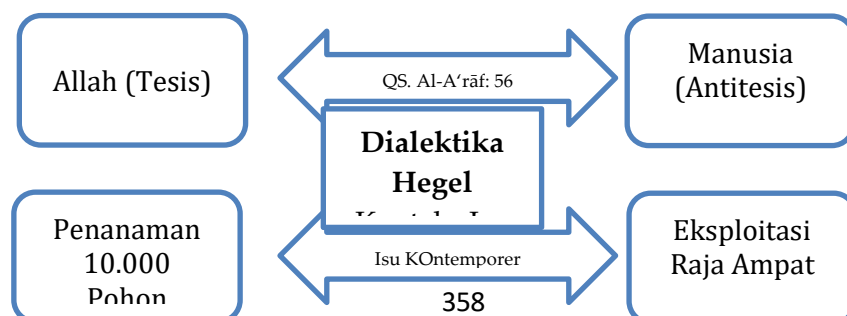 Allah (Tesis)
QS. Al-A‘rāf: 56
Manusia
(Antitesis)
Dialektika
Hegel
Penanaman
10.000
Pohon
Isu KOntemporer
Eksploitasi
Raja Ampat
358